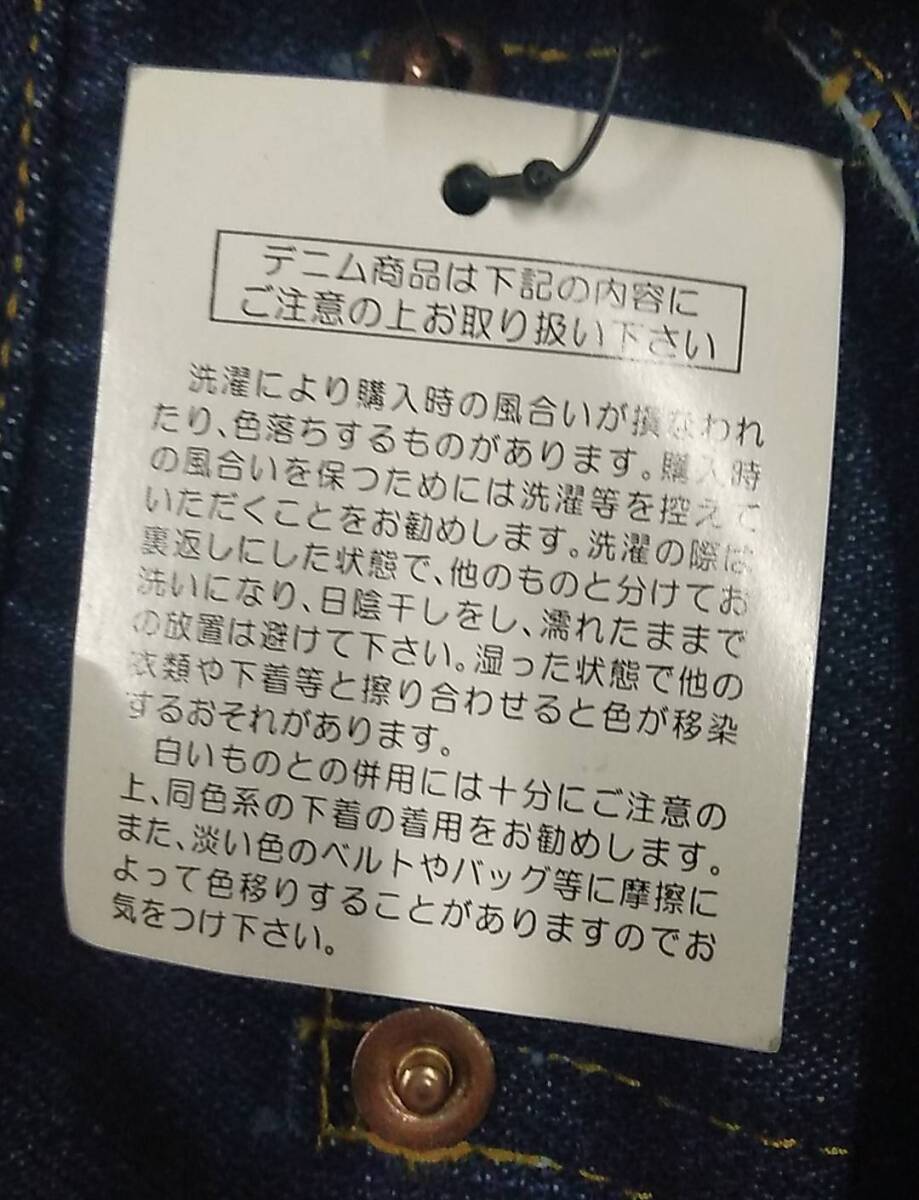 デニム商品は下記の内容に
ご注意の上お取り扱い下さい
洗濯により購入時の風合いが損なわれ
たり、色落ちするものがあります。購入時
の風合いを保つためには洗濯等を控えて
いただくことをお勧めします。洗濯の際は
裏返しにした状態で、他のものと分けてお
洗いになり、日陰干しをし、濡れたままで
の放置は避けて下さい。湿った状態で他の
衣類や下着等と擦り合わせると色が移染
するおそれがあります。
白いものとの併用には十分にご注意の
上、同色系の下着の着用をお勧めします。
また、淡い色のベルトやバッグ等に摩擦に
よって色移りすることがありますのでお
気をつけ下さい。